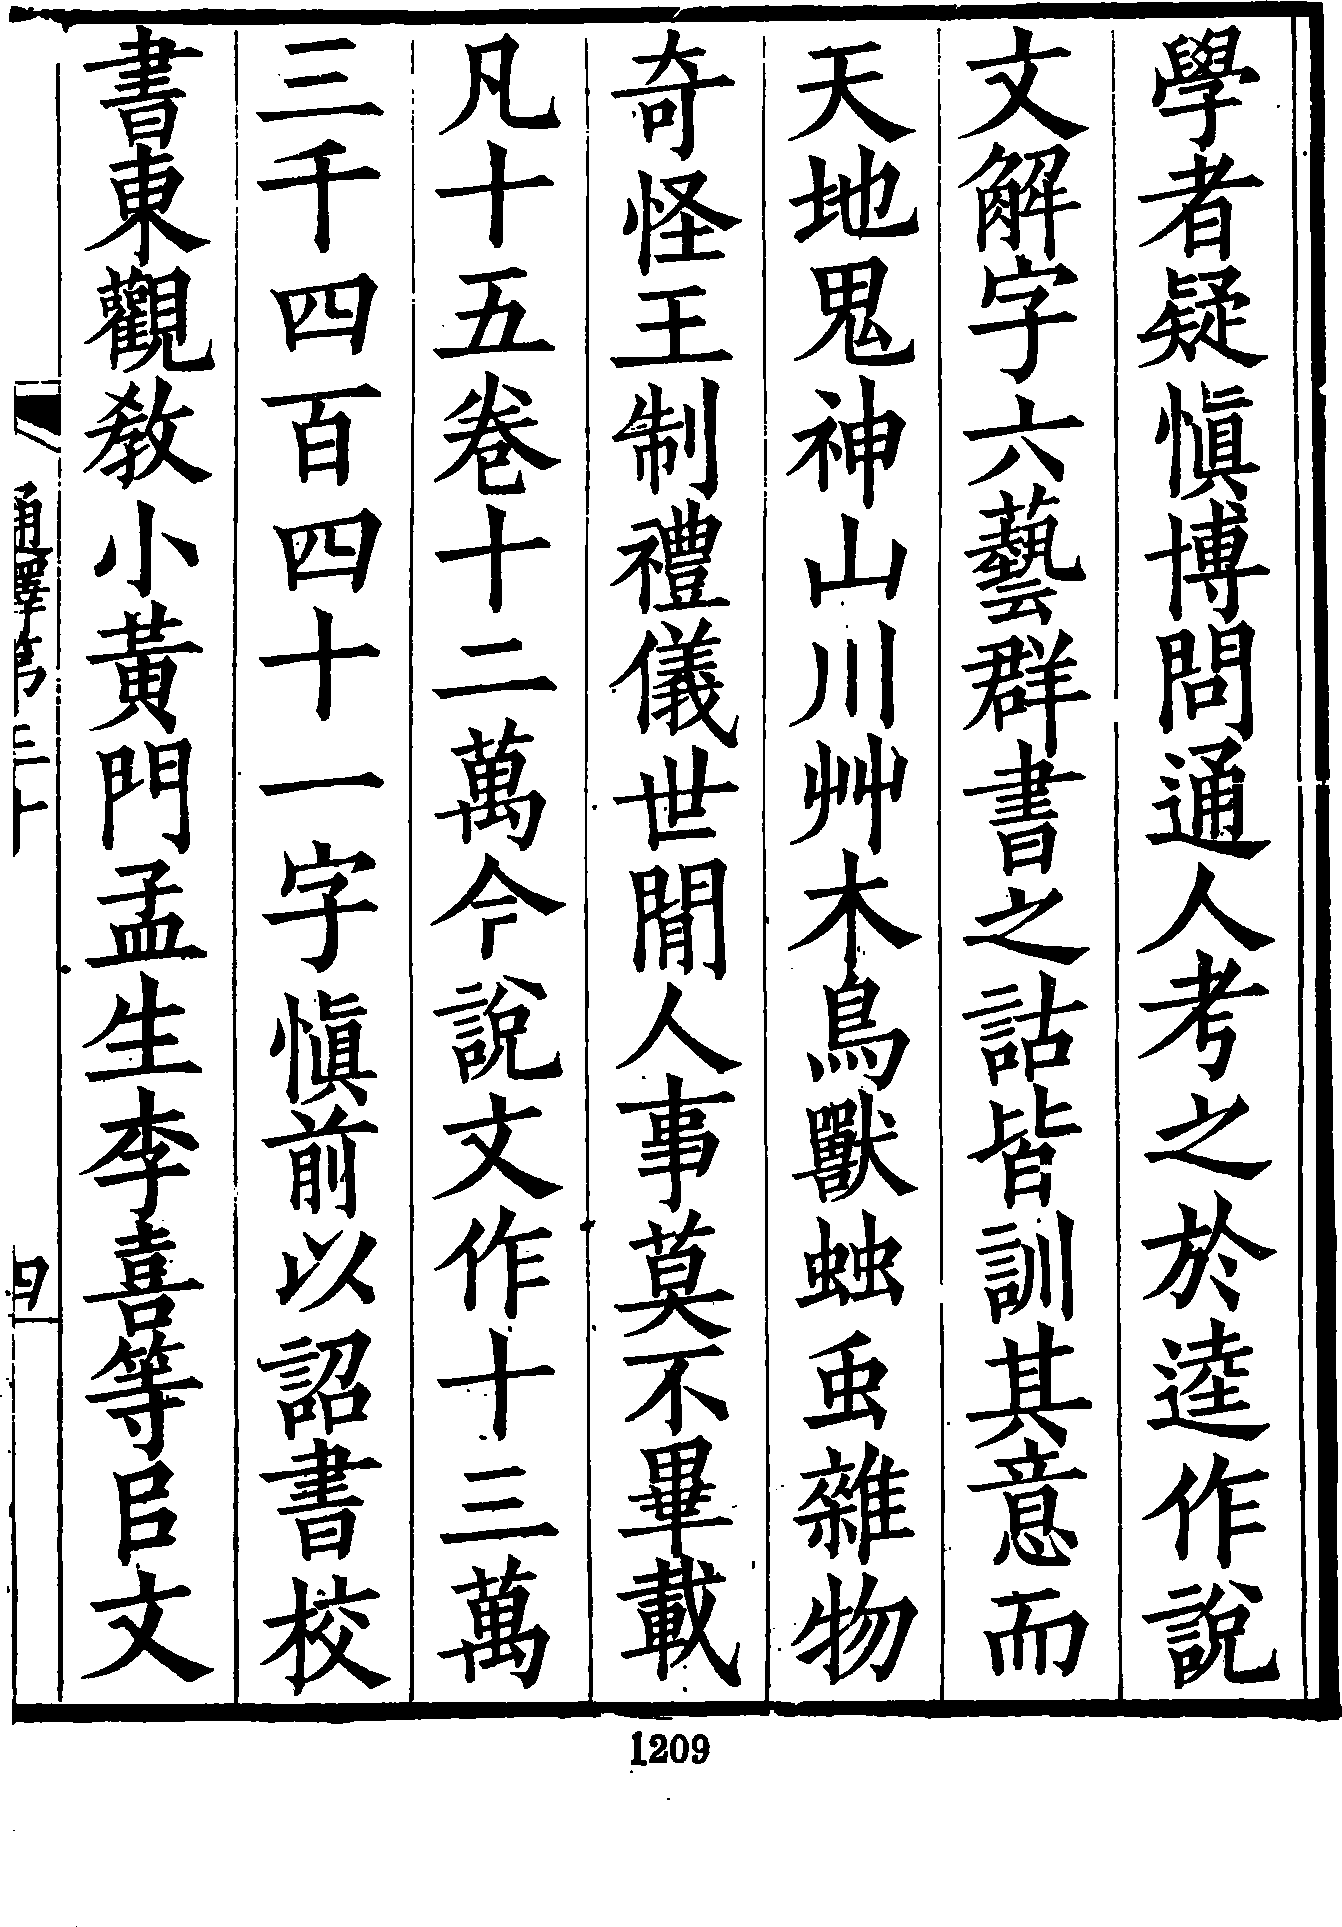 學者疑愼博問通人考之於逵作說
文解字六藝群書之詁皆訓其意而
天地鬼神山川艸木鳥獸蚰䖝雜物
奇怪王制禮儀世閒人事莫不畢載
凡十五卷十二萬今說文作十三萬
三千四百四十一字愼前以詔書校
書東觀教小黃門孟生李喜等㠯文
通釋第三十
四
1209